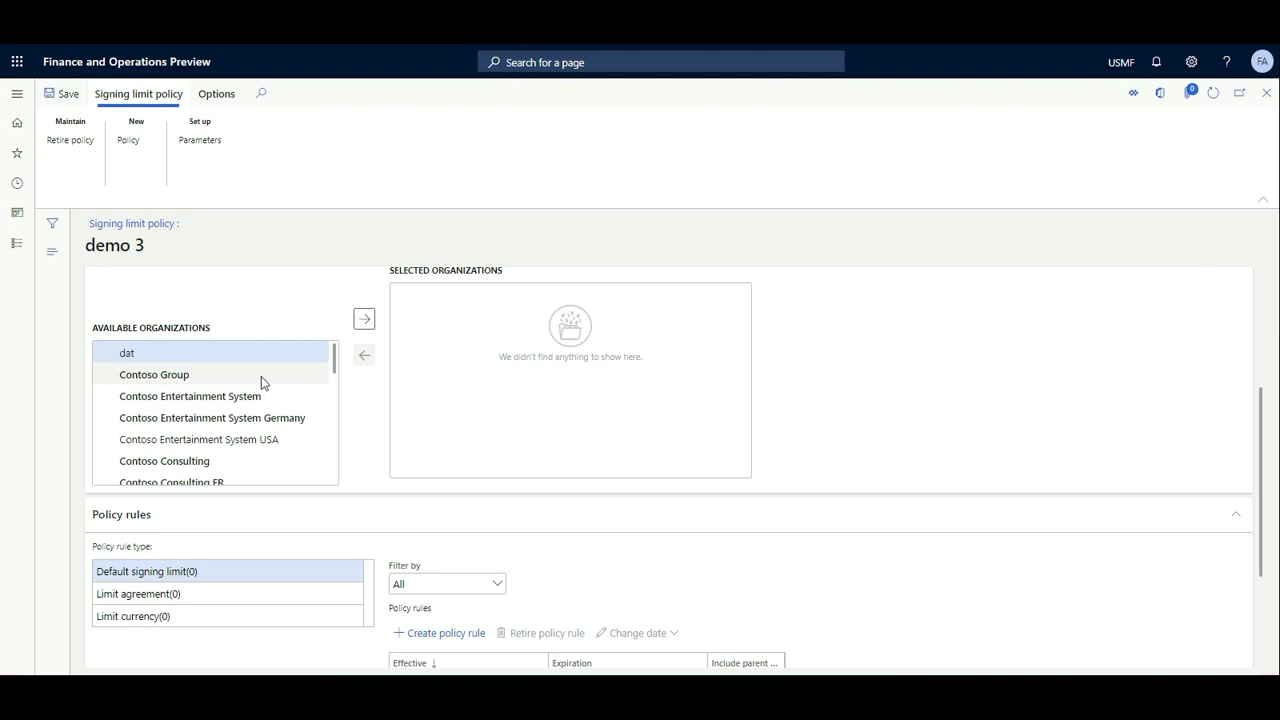 Finance and Operations Preview
Search for a page
USMF
?
FA
Save
Signing limit policy
Options
0
Maintain
New
Set up
Retire policy
Policy
Parameters
Signing limit policy :
demo 3
SELECTED ORGANIZATIONS
AVAILABLE ORGANIZATIONS
dat
Contoso Group
Contoso Entertainment System
Contoso Entertainment System Germany
Contoso Entertainment System USA
Contoso Consulting
Contoso Consulting FR
We didn't find anything to show here.
Policy rules
Policy rule type:
Default signing limit(0)
Limit agreement(0)
Limit currency(0)
Filter by
All
Policy rules
Create policy rule
Retire policy rule
Change date
Effective ↓
Expiration
Include parent ...